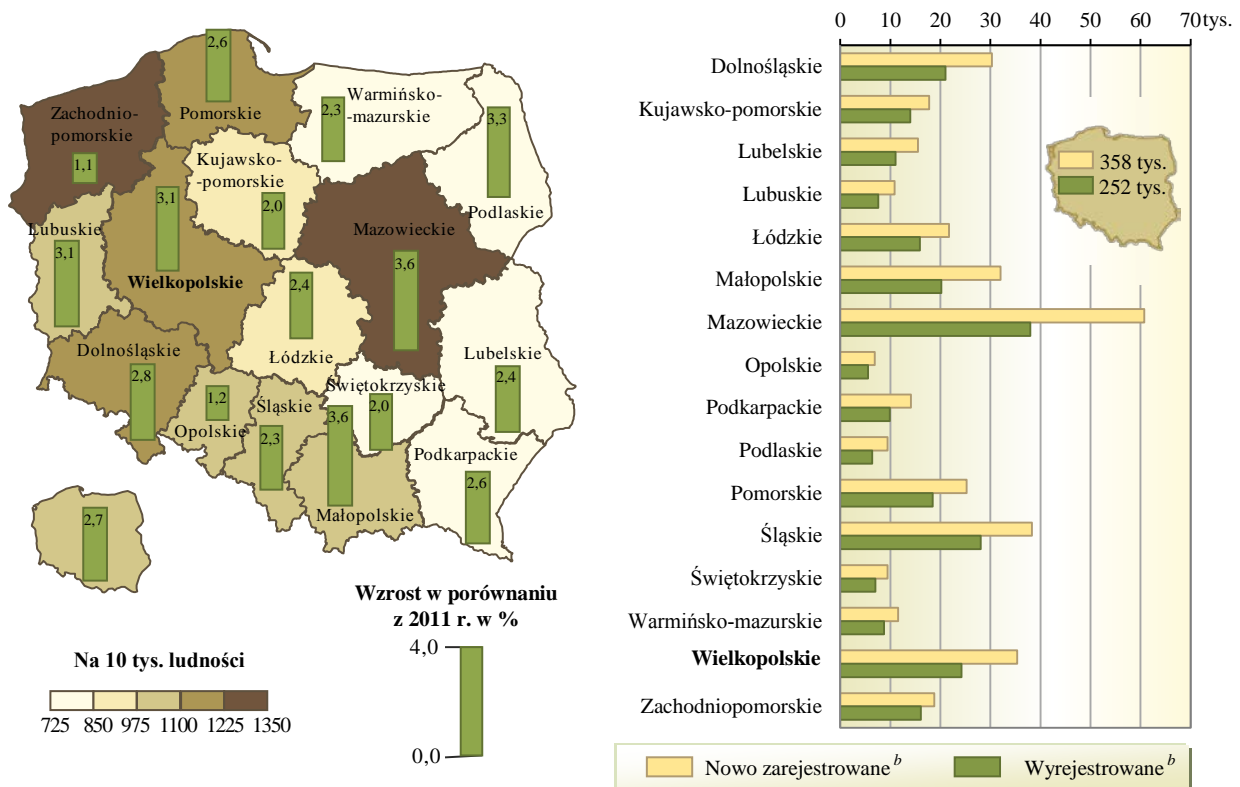 2,6
Zachodnio-
pomorskie
1,1
Pomorskie
Warmińsko-
-mazurskie
2,3
3,3
Podlaskie
Kujawsko-
-pomorskie
2,0
3,1
Wielkopolskie
Lubuskie
3,1
Mazowieckie
3,6
2,4
Łódzkie
Dolnośląskie
2,8
Lubelskie
2,4
Świętokrzyskie
2,0
1,2
Opolskie
Śląskie
2,3
3,6
Małopolskie
Podkarpackie
2,6
2,7
Wzrost w porównaniu
z 2011 r. w %
4,0
0,0
Na 10 tys. ludności
725 850 975 1100 1225 1350
0 10 20 30 40 50 60 70 tys.
Dolnośląskie
Kujawsko-pomorskie
Lubelskie
Lubuskie
Łódzkie
Małopolskie
Mazowieckie
Opolskie
Podkarpackie
Podlaskie
Pomorskie
Śląskie
Świętokrzyskie
Warmińsko-mazurskie
Wielkopolskie
Zachodniopomorskie
358 tys.
252 tys.
Nowo zarejestrowane b Wyrejestrowane b